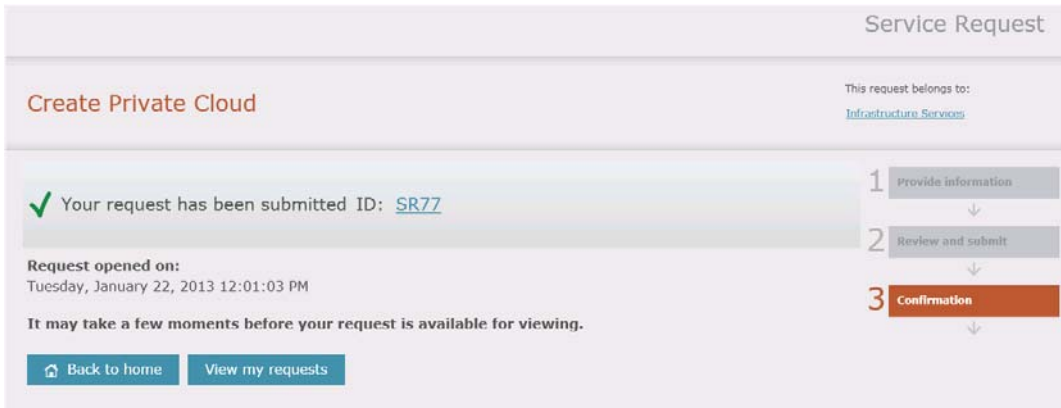 Service Request
Create Private Cloud
This request belongs to:
Infrastructure Services
Your request has been submitted ID: SR77
Request opened on:
Tuesday, January 22, 2013 12:01:03 PM
It may take a few moments before your request is available for viewing.
Back to home
View my requests
1 Provide information
2 Review and submit
3 Confirmation